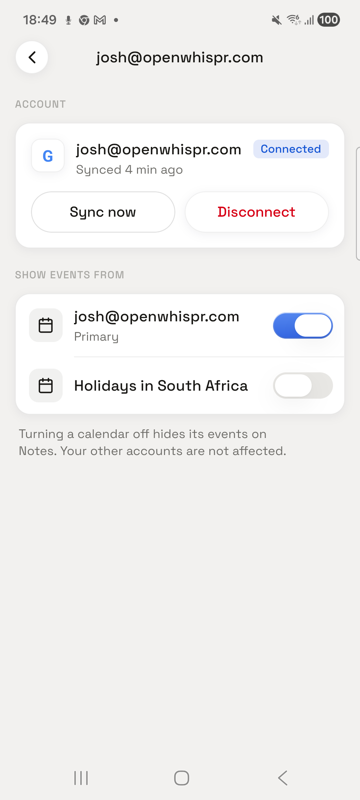 18:49
100
josh@openwhispr.com
ACCOUNT
G
josh@openwhispr.com
Connected
Synced 4 min ago
Sync now
Disconnect
SHOW EVENTS FROM
josh@openwhispr.com
Primary
Holidays in South Africa
Turning a calendar off hides its events on
Notes. Your other accounts are not affected.